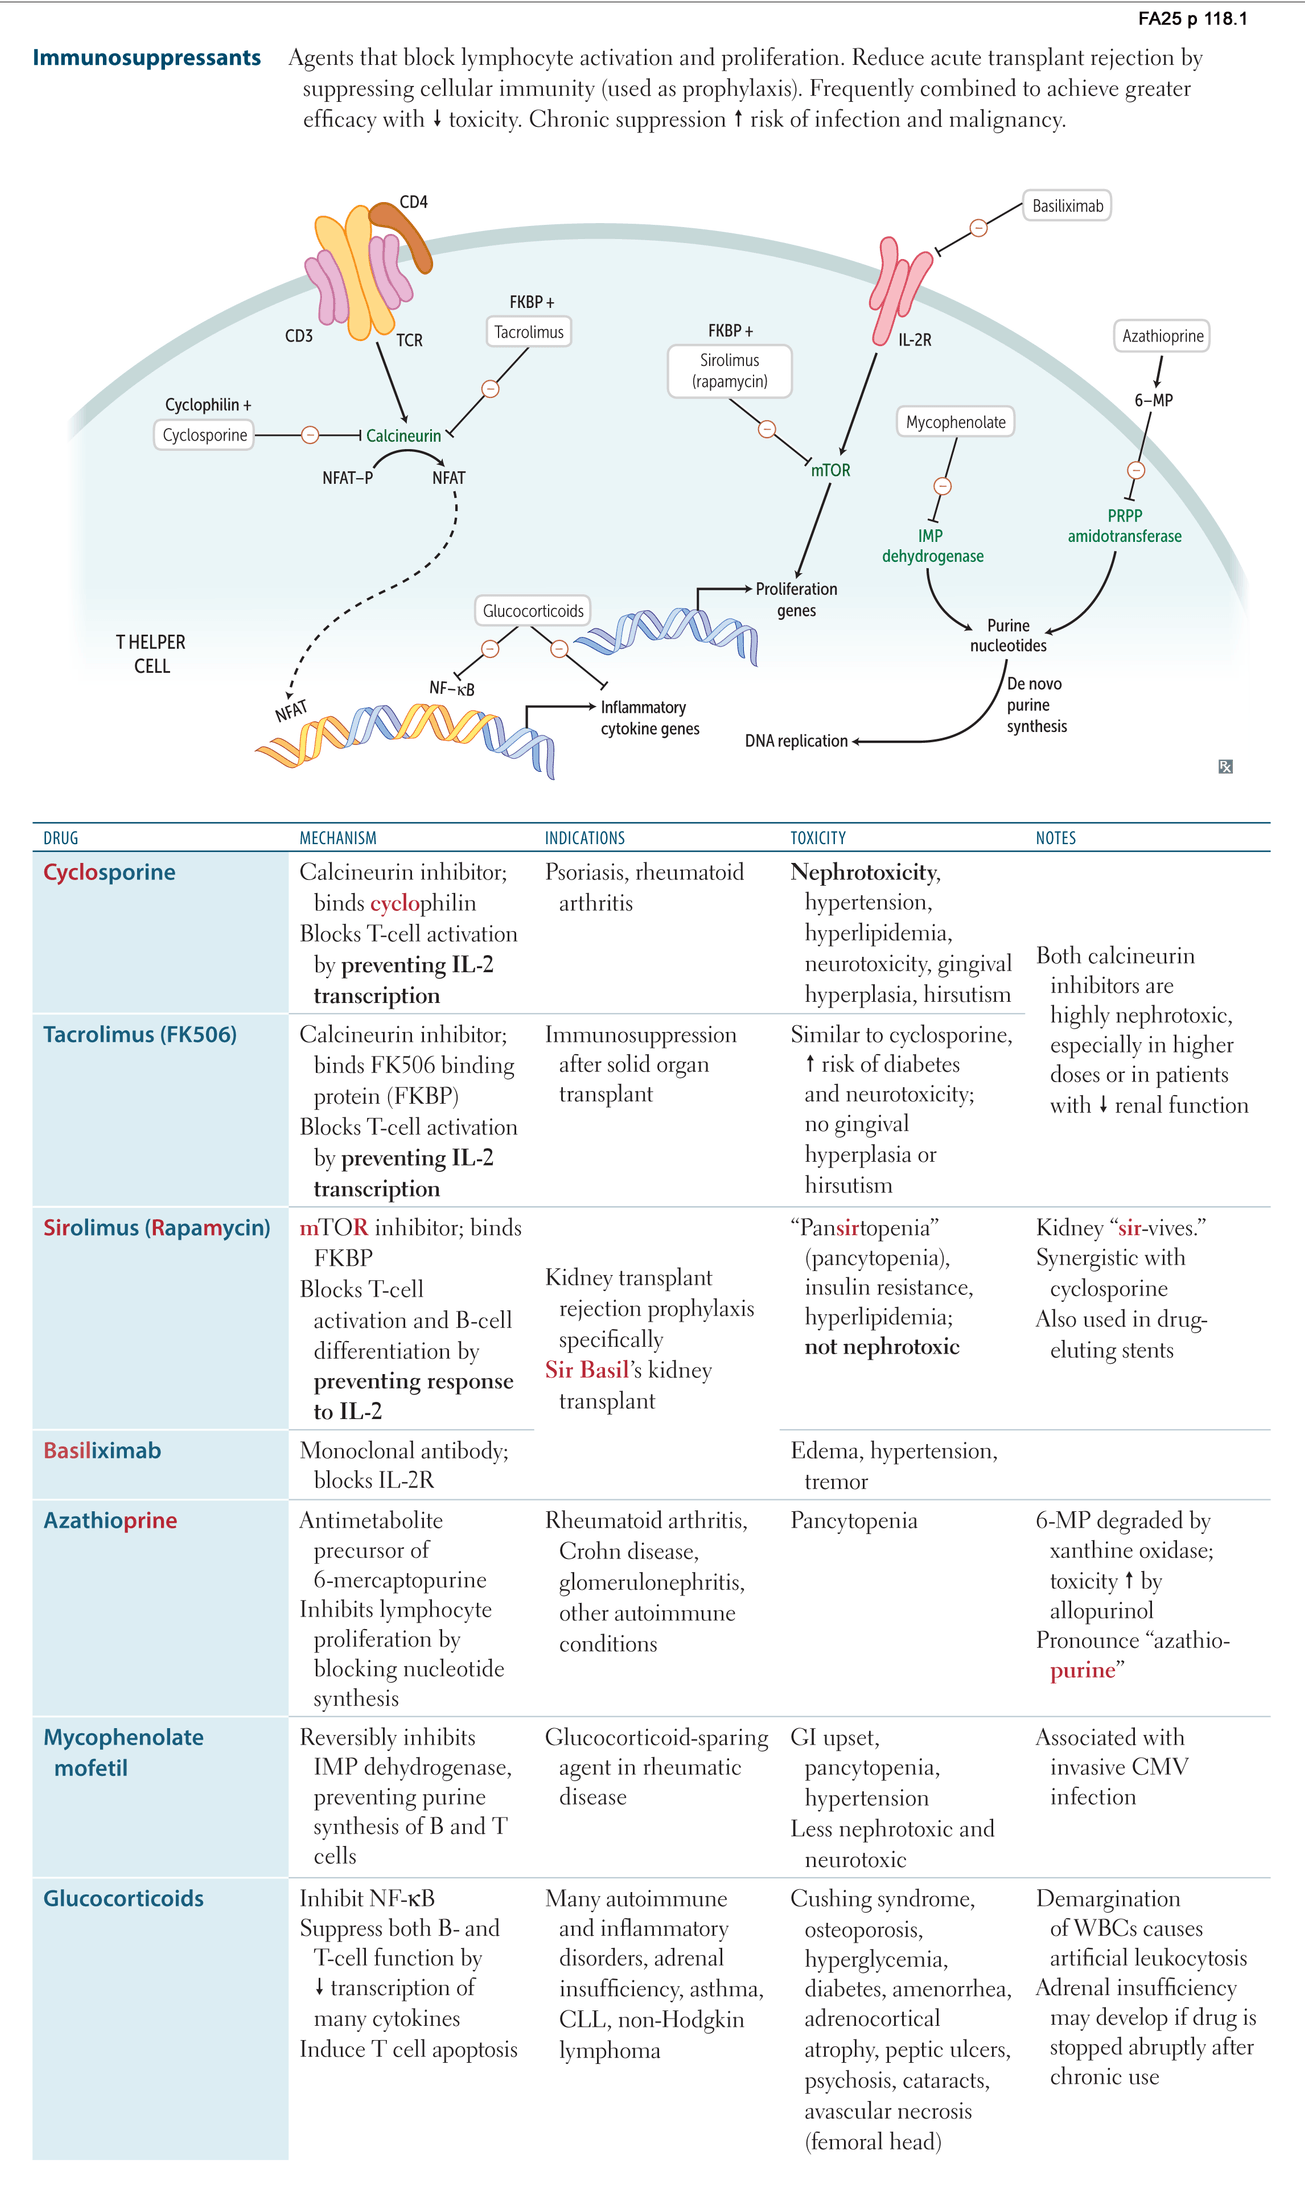 FA25 p 118.1
Immunosuppressants
Agents that block lymphocyte activation and proliferation. Reduce acute transplant rejection by
suppressing cellular immunity (used as prophylaxis). Frequently combined to achieve greater
efficacy with ↓ toxicity. Chronic suppression ↑ risk of infection and malignancy.
CD4
Basiliximab
CD3
TCR
FKBP +
Tacrolimus
FKBP +
Sirolimus
(rapamycin)
IL-2R
Azathioprine
6–MP
Cyclophilin +
Cyclosporine
Calcineurin
Mycophenolate
NFAT–P
NFAT
mTOR
PRPP
amidotransferase
IMP
dehydrogenase
Proliferation
genes
Glucocorticoids
Purine
nucleotides
T HELPER
CELL
NF–κB
NFAT
Inflammatory
cytokine genes
De novo
purine
synthesis
DNA replication
Rx
DRUG
MECHANISM
INDICATIONS
TOXICITY
NOTES
Cyclosporine
Calcineurin inhibitor;
binds cyclophilin
Blocks T-cell activation
by preventing IL-2
transcription
Psoriasis, rheumatoid
arthritis
Nephrotoxicity,
hypertension,
hyperlipidemia,
neurotoxicity, gingival
hyperplasia, hirsutism
Both calcineurin
inhibitors are
highly nephrotoxic,
especially in higher
doses or in patients
with ↓ renal function
Tacrolimus (FK506)
Calcineurin inhibitor;
binds FK506 binding
protein (FKBP)
Blocks T-cell activation
by preventing IL-2
transcription
Immunosuppression
after solid organ
transplant
Similar to cyclosporine,
↑ risk of diabetes
and neurotoxicity;
no gingival
hyperplasia or
hirsutism
Sirolimus (Rapamycin)
mTOR inhibitor; binds
FKBP
Blocks T-cell
activation and B-cell
differentiation by
preventing response
to IL-2
Kidney transplant
rejection prophylaxis
specifically
Sir Basil’s kidney
transplant
“Pansirtopenia”
(pancytopenia),
insulin resistance,
hyperlipidemia;
not nephrotoxic
Kidney “sir-vives.”
Synergistic with
cyclosporine
Also used in drug-
eluting stents
Basiliximab
Monoclonal antibody;
blocks IL-2R
Edema, hypertension,
tremor
Azathioprine
Antimetabolite
precursor of
6-mercaptopurine
Inhibits lymphocyte
proliferation by
blocking nucleotide
synthesis
Rheumatoid arthritis,
Crohn disease,
glomerulonephritis,
other autoimmune
conditions
Pancytopenia
6-MP degraded by
xanthine oxidase;
toxicity ↑ by
allopurinol
Pronounce “azathio-
purine”
Mycophenolate
mofetil
Reversibly inhibits
IMP dehydrogenase,
preventing purine
synthesis of B and T
cells
Glucocorticoid-sparing
agent in rheumatic
disease
GI upset,
pancytopenia,
hypertension
Less nephrotoxic and
neurotoxic
Associated with
invasive CMV
infection
Glucocorticoids
Inhibit NF-κB
Suppress both B- and
T-cell function by
↓ transcription of
many cytokines
Induce T cell apoptosis
Many autoimmune
and inflammatory
disorders, adrenal
insufficiency, asthma,
CLL, non-Hodgkin
lymphoma
Cushing syndrome,
osteoporosis,
hyperglycemia,
diabetes, amenorrhea,
adrenocortical
atrophy, peptic ulcers,
psychosis, cataracts,
avascular necrosis
(femoral head)
Demargination
of WBCs causes
artificial leukocytosis
Adrenal insufficiency
may develop if drug is
stopped abruptly after
chronic use